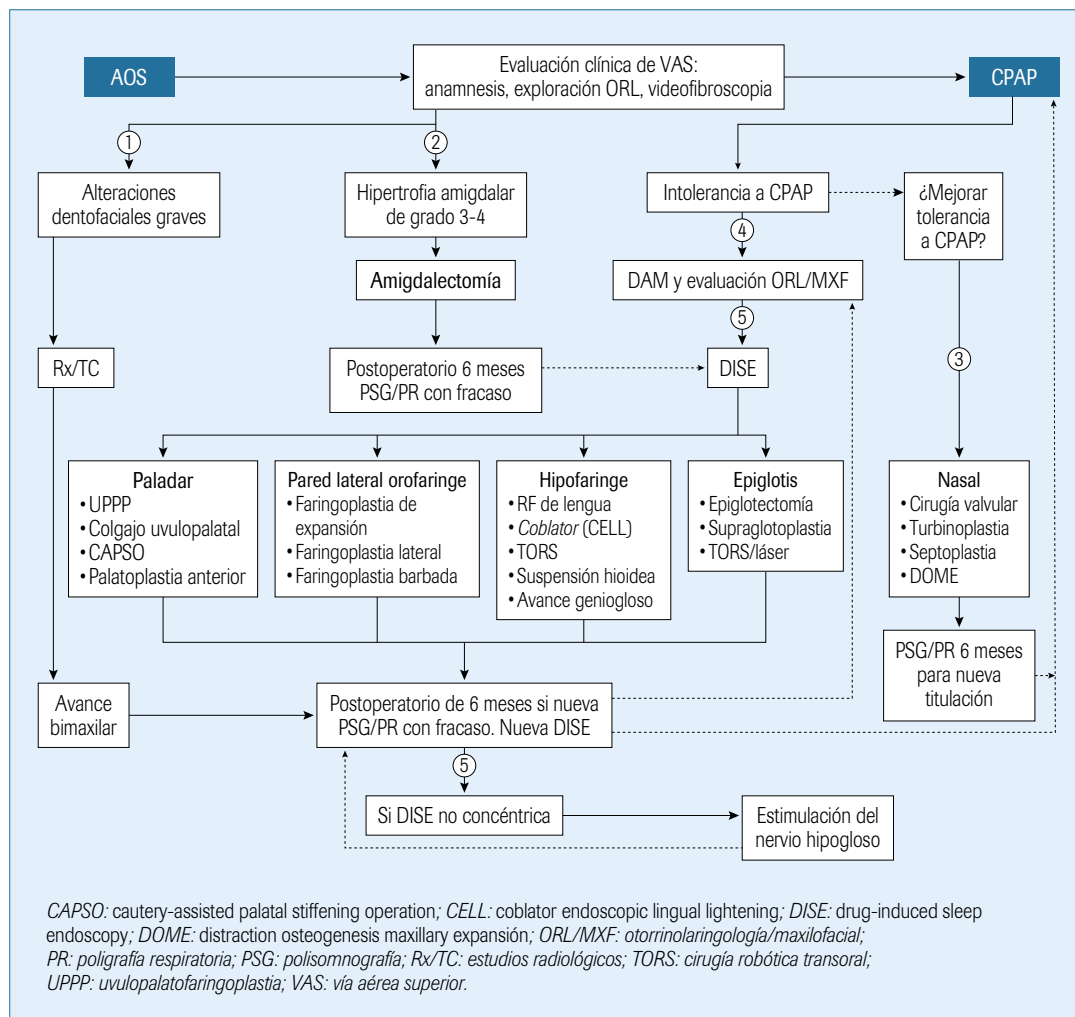 AOS
Evaluación clínica de VAS:
anamnesis, exploración ORL, videofibroscopia
CPAP
1
2
Alteraciones
dentofaciales graves
Hipertrofia amigdalar
de grado 3-4
Intolerancia a CPAP
¿Mejorar
tolerancia
a CPAP?
4
Amigdalectomía
DAM y evaluación ORL/MXF
5
3
Rx/TC
Postoperatorio 6 meses
PSG/PR con fracaso
DISE
Paladar
• UPPP
• Colgajo uvulopalatal
• CAPSO
• Palatoplastia anterior
Pared lateral orofaringe
• Faringoplastia de
expansión
• Faringoplastia lateral
• Faringoplastia barbada
Hipofaringe
• RF de lengua
• Coblator (CELL)
• TORS
• Suspensión hioidea
• Avance geniogloso
Epiglotis
• Epiglotectomía
• Supraglotoplastia
• TORS/láser
Nasal
• Cirugía valvular
• Turbinoplastia
• Septoplastia
• DOME
Avance
bimaxilar
Postoperatorio de 6 meses si nueva
PSG/PR con fracaso. Nueva DISE
PSG/PR 6 meses
para nueva
titulación
5
Si DISE no concéntrica
Estimulación del
nervio hipogloso
CAPSO: cautery-assisted palatal stiffening operation; CELL: coblator endoscopic lingual lightening; DISE: drug-induced sleep
endoscopy; DOME: distraction osteogenesis maxillary expansión; ORL/MXF: otorrinolaringología/maxilofacial;
PR: poligrafía respiratoria; PSG: polisomnografía; Rx/TC: estudios radiológicos; TORS: cirugía robótica transoral;
UPPP: uvulopalatofaringoplastia; VAS: vía aérea superior.